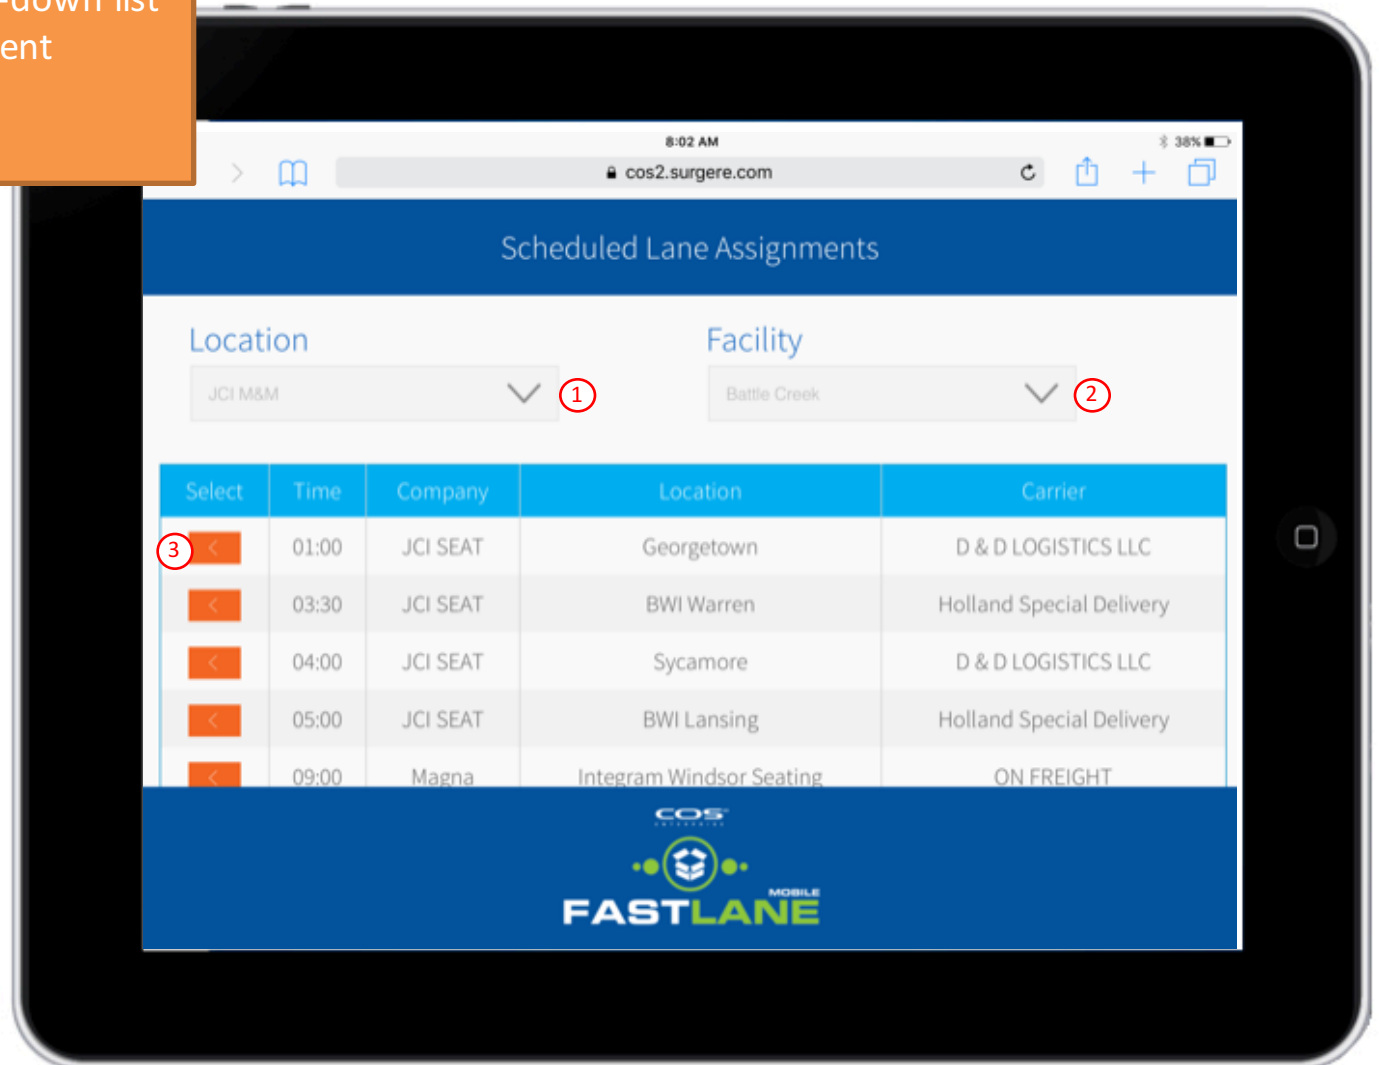 -down list
ent
8:02 AM
38%
cos2.surgere.com
Scheduled Lane Assignments
Location
Facility
JCI M&M
1
Battle Creek
2
Select Time Company Location Carrier
3
01:00 JCI SEAT Georgetown D & D LOGISTICS LLC
03:30 JCI SEAT BWI Warren Holland Special Delivery
04:00 JCI SEAT Sycamore D & D LOGISTICS LLC
05:00 JCI SEAT BWI Lansing Holland Special Delivery
09:00 Magna Integram Windsor Seating ON FREIGHT
COS
ENTERPRISE
MOBILE
FASTLANE